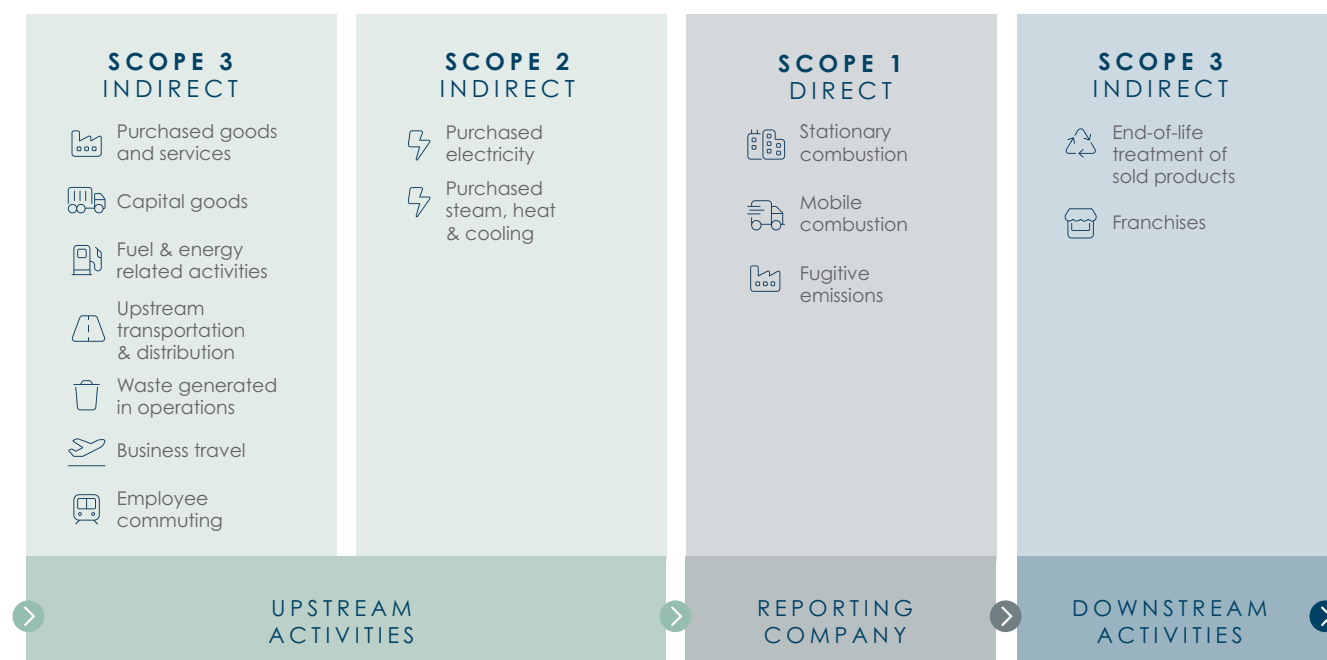 SCOPE 3
INDIRECT
Purchased goods
and services
Capital goods
Fuel & energy
related activities
Upstream
transportation
& distribution
Waste generated
in operations
Business travel
Employee
commuting
SCOPE 2
INDIRECT
Purchased
electricity
Purchased
steam, heat
& cooling
UPSTREAM
ACTIVITIES
SCOPE 1
DIRECT
Stationary
combustion
Mobile
combustion
Fugitive
emissions
REPORTING
COMPANY
SCOPE 3
INDIRECT
End-of-life
treatment of
sold products
Franchises
DOWNSTREAM
ACTIVITIES